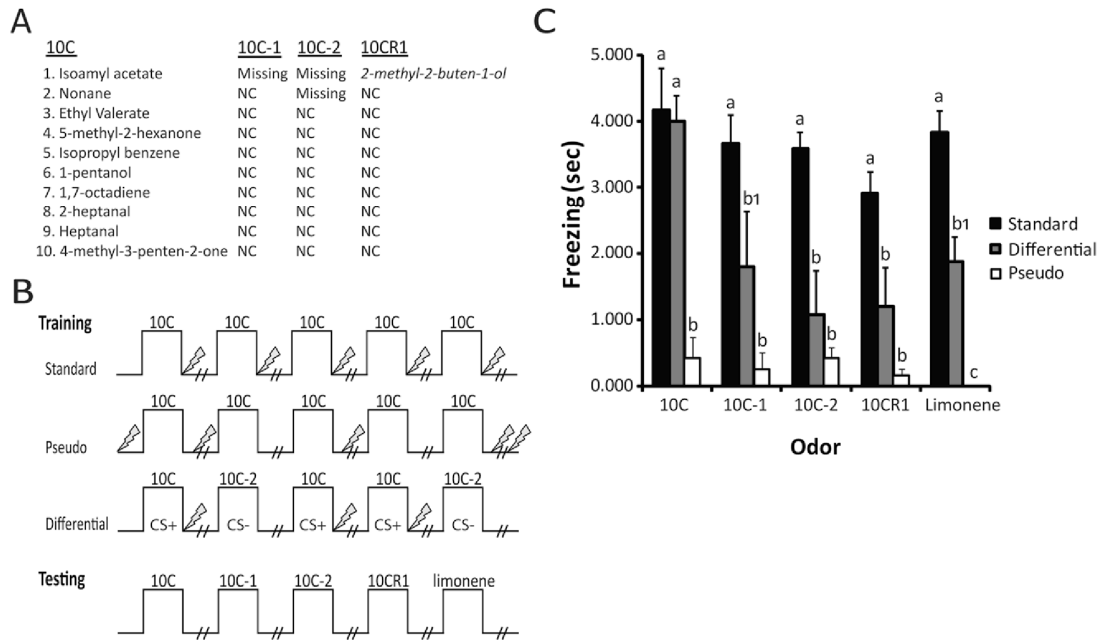 A
10C 10C-1 10C-2 10CR1
1. Isoamyl acetate Missing Missing 2-methyl-2-buten-1-ol
2. Nonane NC Missing NC
3. Ethyl Valerate NC NC NC
4. 5-methyl-2-hexanone NC NC NC
5. Isopropyl benzene NC NC NC
6. 1-pentanol NC NC NC
7. 1,7-octadiene NC NC NC
8. 2-heptanal NC NC NC
9. Heptanal NC NC NC
10. 4-methyl-3-penten-2-one NC NC NC
B
Training
10C 10C 10C 10C 10C
Standard
10C 10C 10C 10C 10C
Pseudo
10C 10C-2 10C 10C 10C-2
Differential CS+ CS- CS+ CS+ CS-
Testing
10C 10C-1 10C-2 10CR1 limonene
C
Freezing (sec)
5.000
4.000
3.000
2.000
1.000
0.000
a a b
a b1 b
a b b
a b b
a b1 c
10C 10C-1 10C-2 10CR1 Limonene
Odor
Standard
Differential
Pseudo